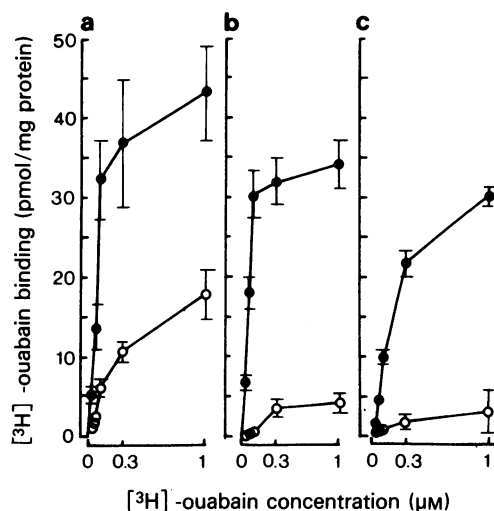 a b c
[³H] -ouabain binding (pmol/mg protein)
50
40
30
20
10
0
0 0.3 1 0 0.3 1 0 0.3 1
[³H] -ouabain concentration (μM)